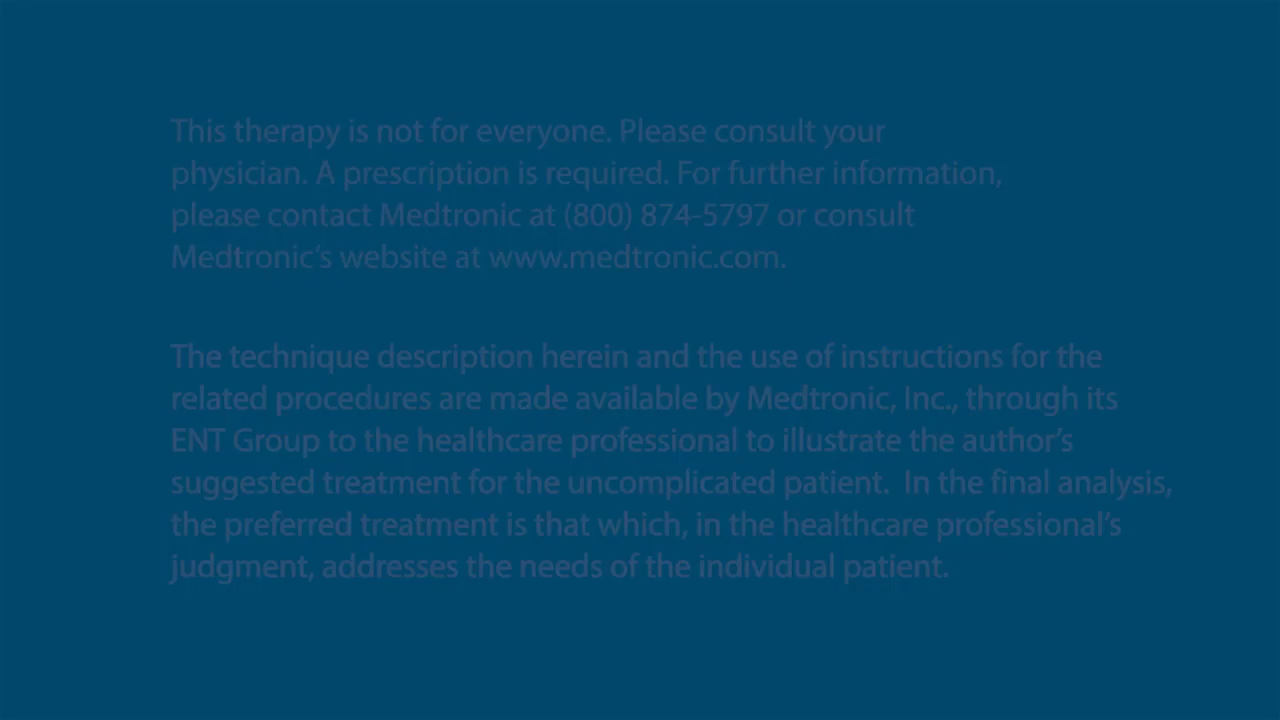 This therapy is not for everyone. Please consult your
physician. A prescription is required. For further information,
please contact Medtronic at (800) 874-5797 or consult
Medtronic’s website at www.medtronic.com.
The technique description herein and the use of instructions for the
related procedures are made available by Medtronic, Inc., through its
ENT Group to the healthcare professional to illustrate the author’s
suggested treatment for the uncomplicated patient.  In the final analysis,
the preferred treatment is that which, in the healthcare professional’s
judgment, addresses the needs of the individual patient.